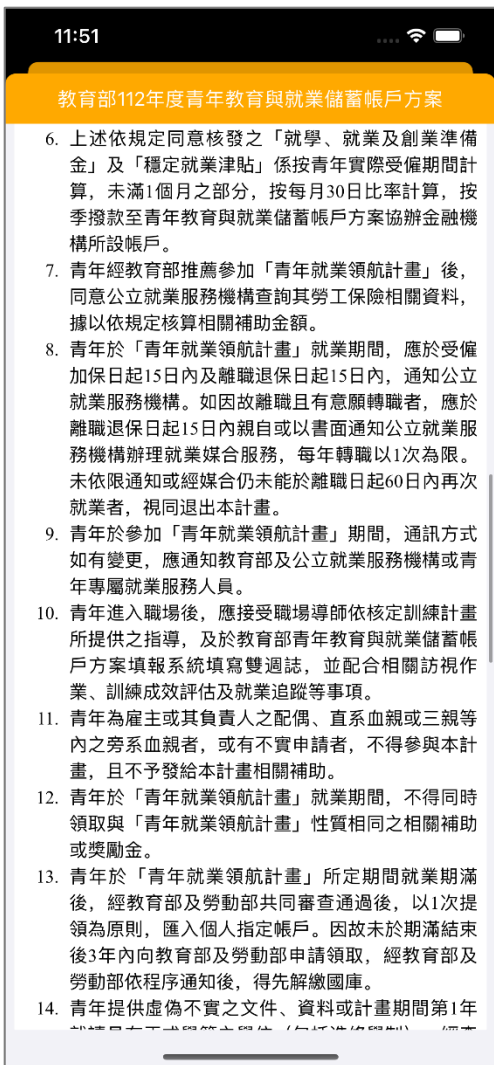 11:51
教育部112年度青年教育與就業儲蓄帳戶方案
6. 上述依規定同意核發之「就學、就業及創業準備
金」及「穩定就業津貼」係按青年實際受僱期間計
算，未滿1個月之部分，按每月30日比率計算，按
季撥款至青年教育與就業儲蓄帳戶方案協辦金融機
構所設帳戶。
7. 青年經教育部推薦參加「青年就業領航計畫」後，
同意公立就業服務機構查詢其勞工保險相關資料，
據以依規定核算相關補助金額。
8. 青年於「青年就業領航計畫」就業期間，應於受僱
加保日起15日內及離職退保日起15日內，通知公立
就業服務機構。如因故離職且有意願轉職者，應於
離職退保日起15日內親自或以書面通知公立就業服
務機構辦理就業媒合服務，每年轉職以1次為限。
未依限通知或經媒合仍未能於離職日起60日內再次
就業者，視同退出本計畫。
9. 青年於參加「青年就業領航計畫」期間，通訊方式
如有變更，應通知教育部及公立就業服務機構或青
年專屬就業服務人員。
10. 青年進入職場後，應接受職場導師依核定訓練計畫
所提供之指導，及於教育部青年教育與就業儲蓄帳
戶方案填報系統填寫雙週誌，並配合相關訪視作
業、訓練成效評估及就業追蹤等事項。
11. 青年為雇主或其負責人之配偶、直系血親或三親等
內之旁系血親者，或有不實申請者，不得參與本計
畫，且不予發給本計畫相關補助。
12. 青年於「青年就業領航計畫」就業期間，不得同時
領取與「青年就業領航計畫」性質相同之相關補助
或獎勵金。
13. 青年於「青年就業領航計畫」所定期間就業期滿
後，經教育部及勞動部共同審查通過後，以1次提
領為原則，匯入個人指定帳戶。因故未於期滿結束
後3年內向教育部及勞動部申請領取，經教育部及
勞動部依程序通知後，得先解繳國庫。
14. 青年提供虛偽不實之文件、資料或計畫期間第1年